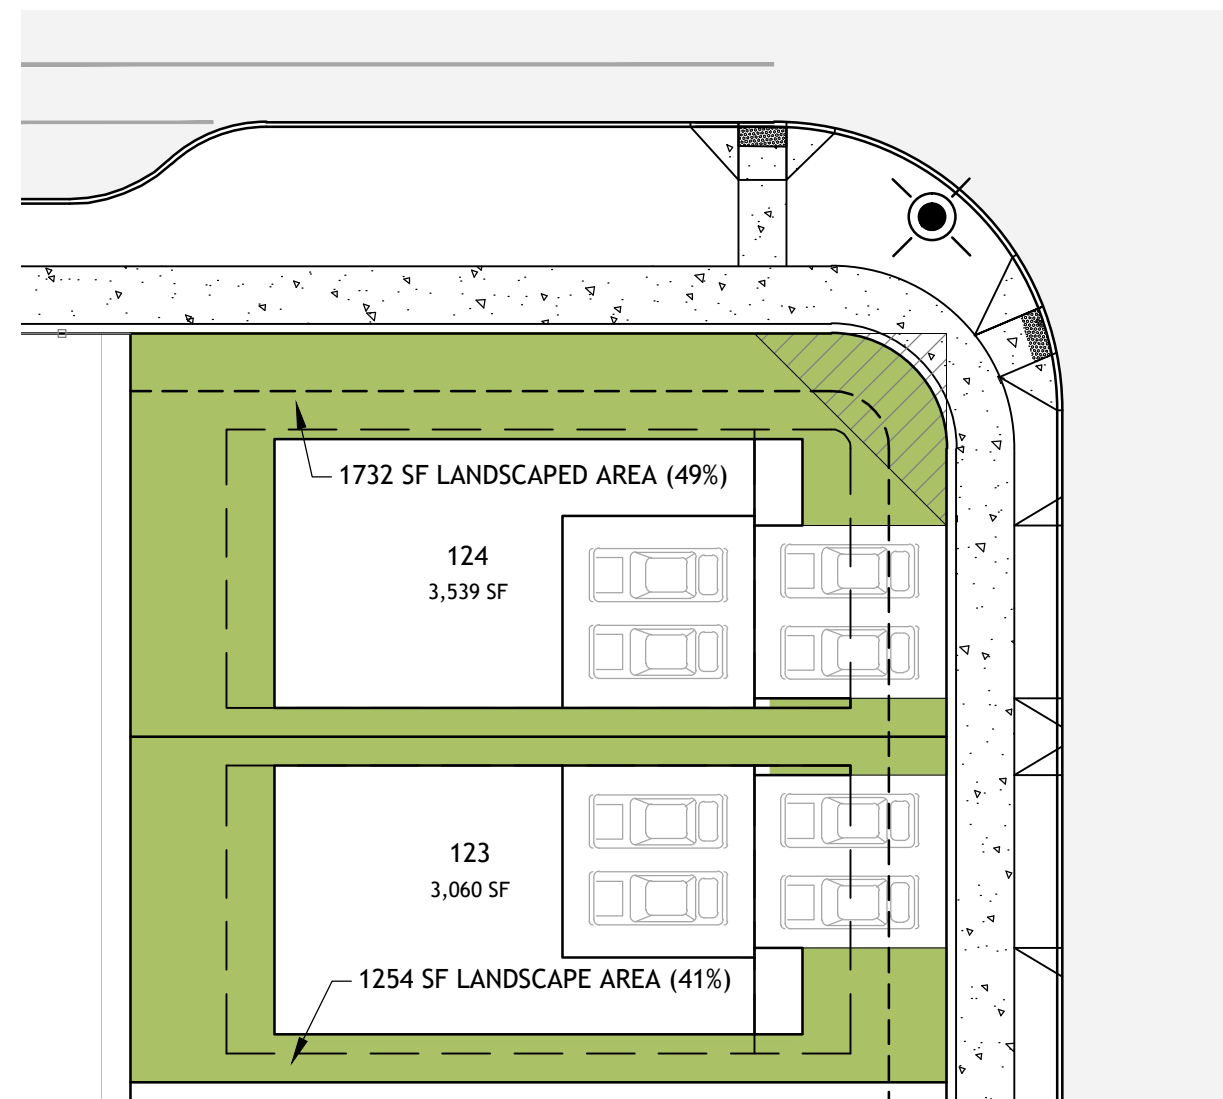 1732 SF LANDSCAPED AREA (49%)
124
3,539 SF
123
3,060 SF
1254 SF LANDSCAPE AREA (41%)